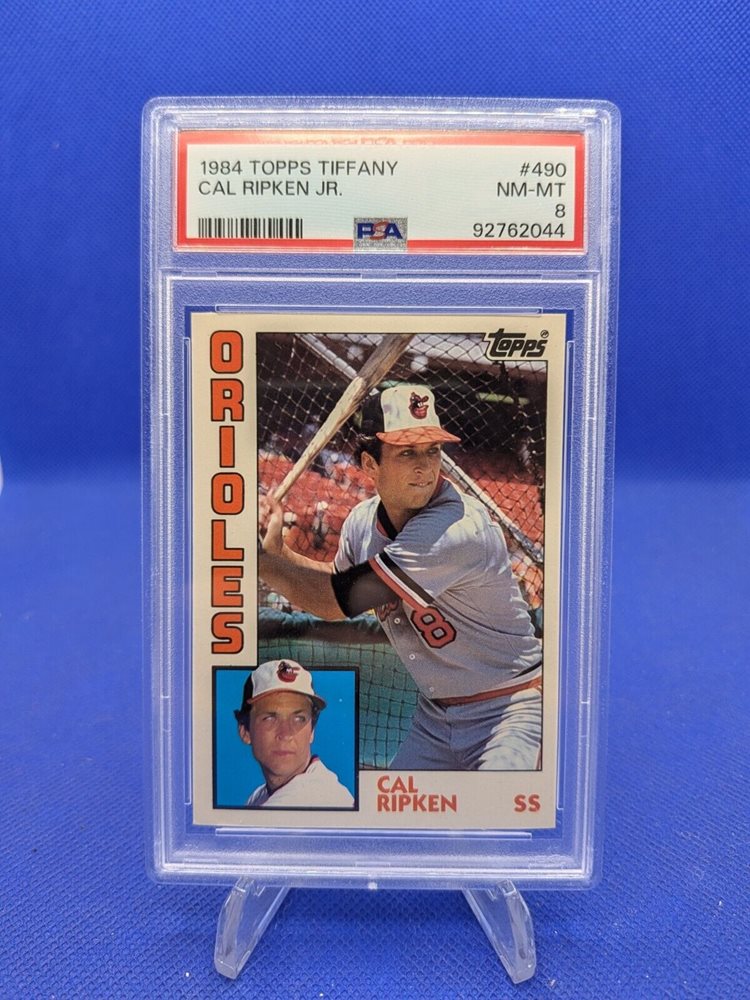 1984 TOPPS TIFFANY
#490
CAL RIPKEN JR.
NM-MT
8
PSA
92762044
TOPPS
ORIOLES
8
CAL
RIPKEN
SS